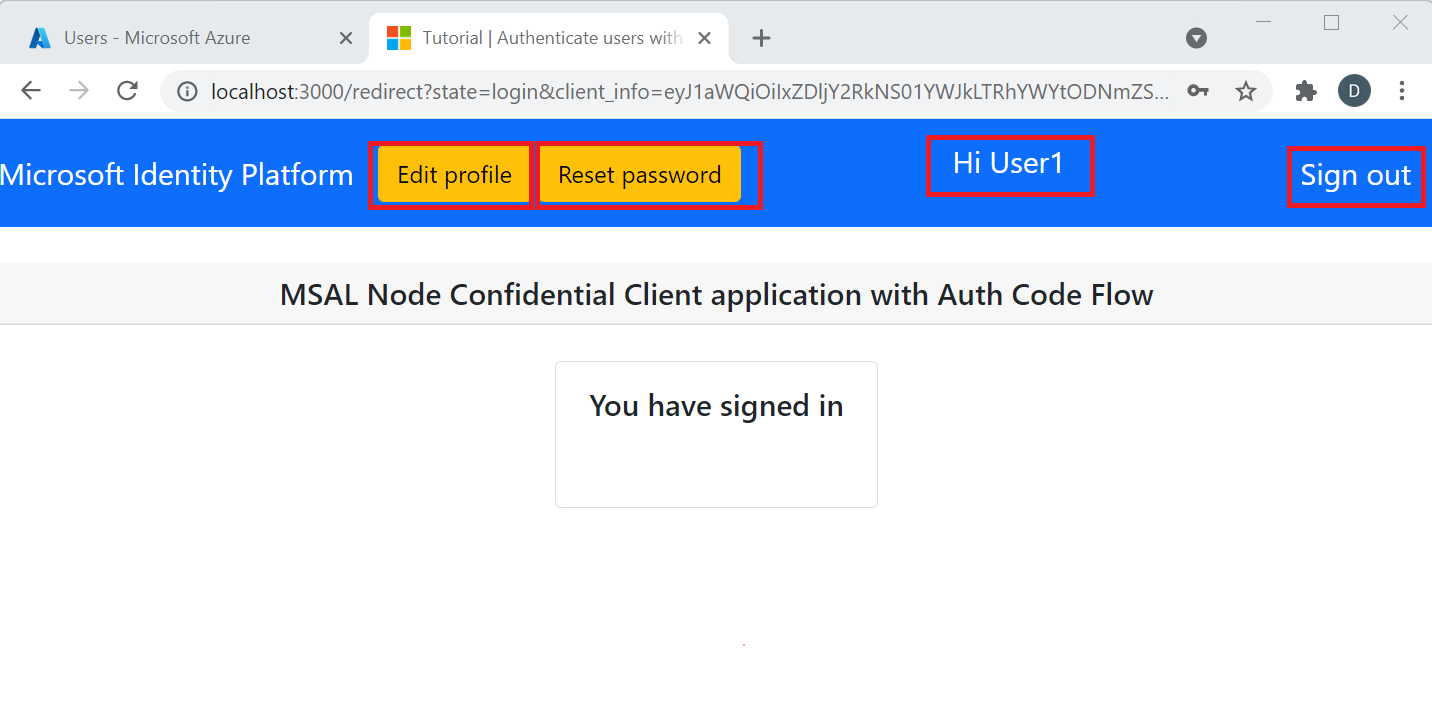 Users - Microsoft Azure
Tutorial | Authenticate users with
localhost:3000/redirect?state=login&client_info=eyJ1aWQiOiIxZDljY2RkNS01YWJkLTRhYWYtODNmZS...
D
Microsoft Identity Platform
Edit profile
Reset password
Hi User1
Sign out
MSAL Node Confidential Client application with Auth Code Flow
You have signed in